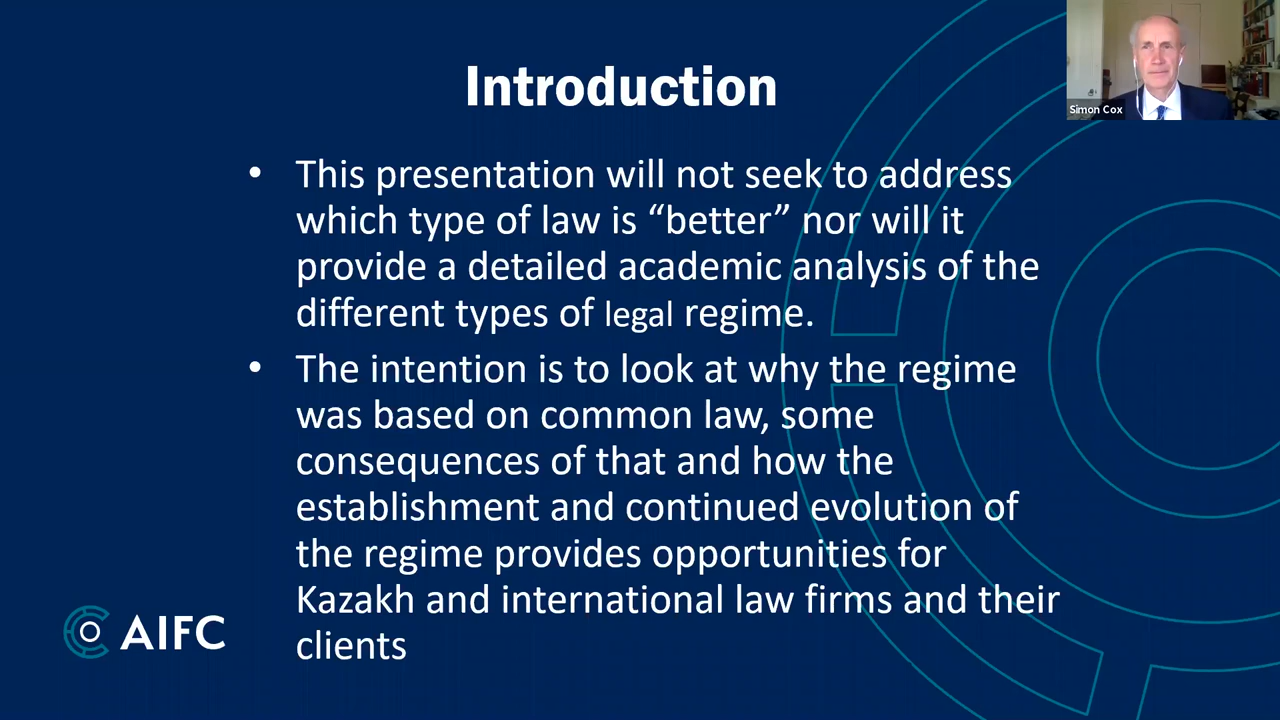 Introduction
Simon Cox
• This presentation will not seek to address
which type of law is “better” nor will it
provide a detailed academic analysis of the
different types of legal regime.
• The intention is to look at why the regime
was based on common law, some
consequences of that and how the
establishment and continued evolution of
the regime provides opportunities for
Kazakh and international law firms and their
clients
AIFC